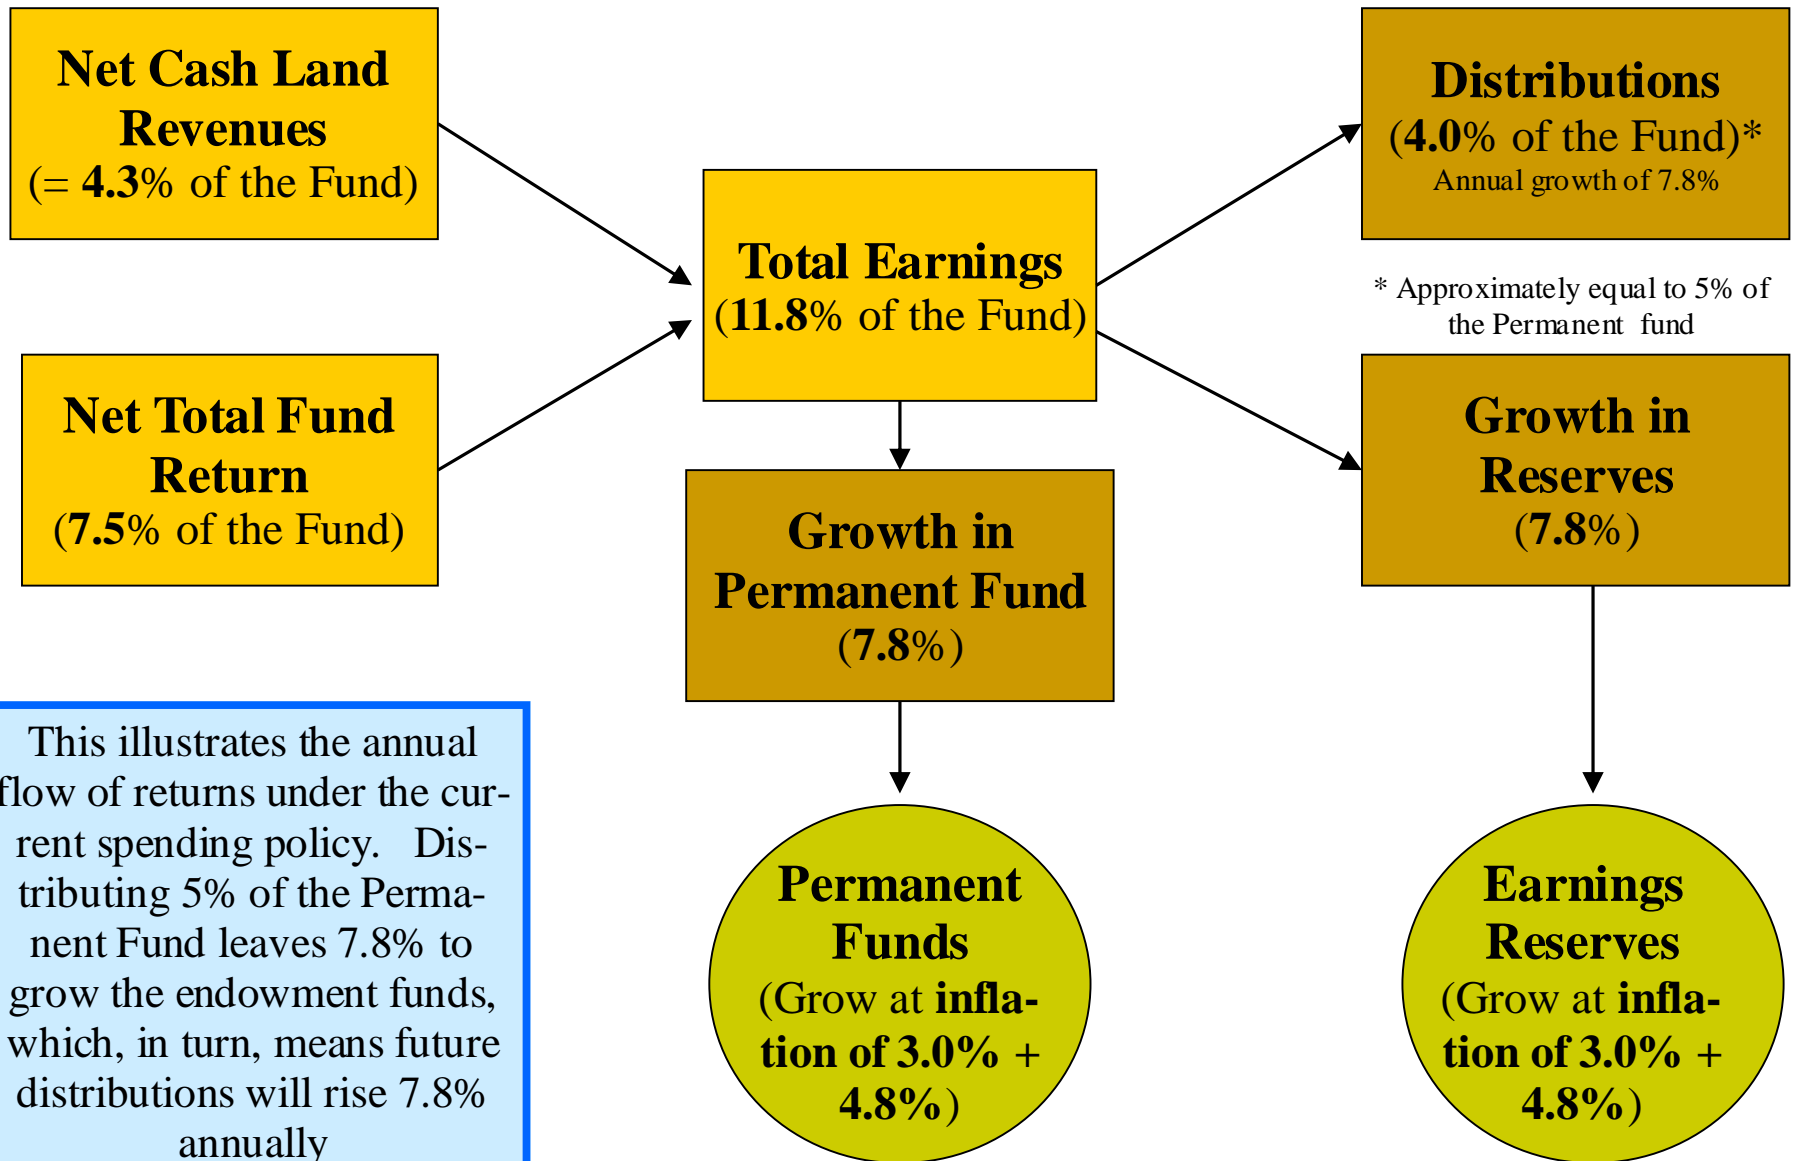 Net Cash Land
Revenues
(= 4.3% of the Fund)
Net Total Fund
Return
(7.5% of the Fund)
Total Earnings
(11.8% of the Fund)
Distributions
(4.0% of the Fund)*
Annual growth of 7.8%
* Approximately equal to 5% of
the Permanent fund
Growth in
Reserves
(7.8%)
Growth in
Permanent Fund
(7.8%)
This illustrates the annual
flow of returns under the cur-
rent spending policy. Dis-
tributing 5% of the Perma-
nent Fund leaves 7.8% to
grow the endowment funds,
which, in turn, means future
distributions will rise 7.8%
annually
Permanent
Funds
(Grow at infla-
tion of 3.0% +
4.8%)
Earnings
Reserves
(Grow at infla-
tion of 3.0% +
4.8%)